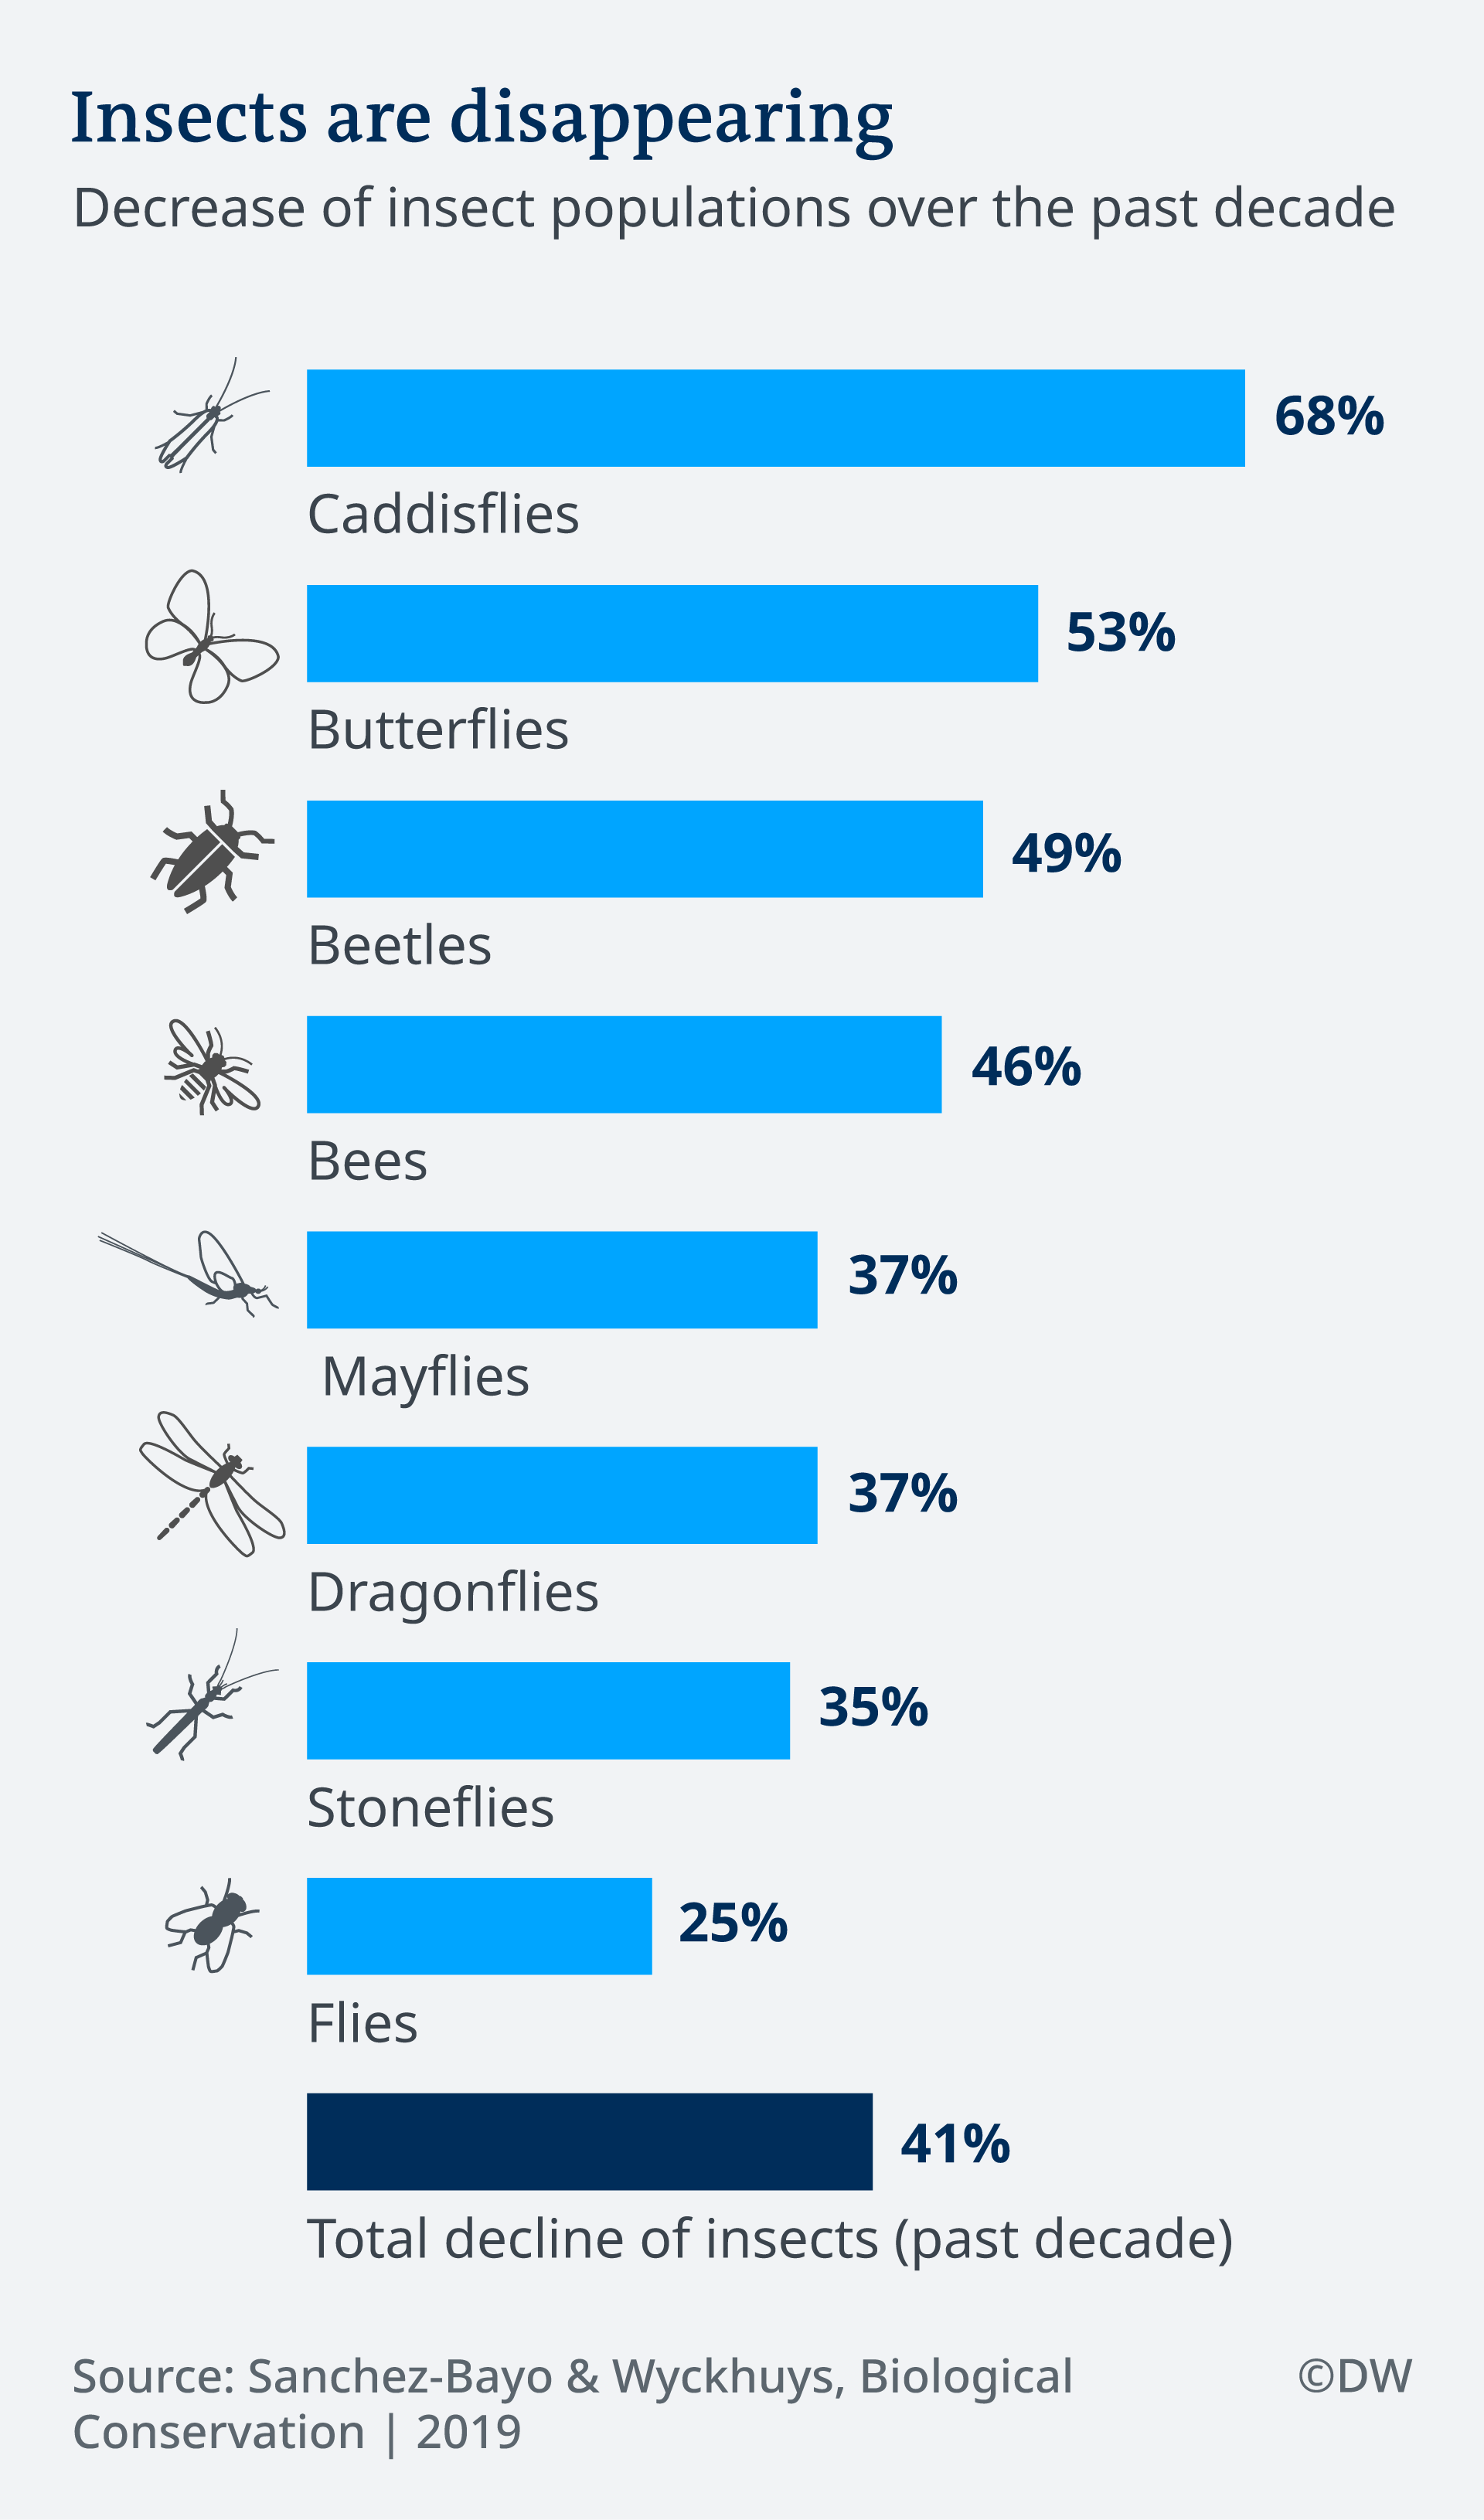 Insects are disappearing
Decrease of insect populations over the past decade
68%
Caddisflies
53%
Butterflies
49%
Beetles
46%
Bees
37%
Mayflies
37%
Dragonflies
35%
Stoneflies
25%
Flies
41%
Total decline of insects (past decade)
Source: Sanchez-Bayo & Wyckhuys, Biological
Conservation | 2019
©DW